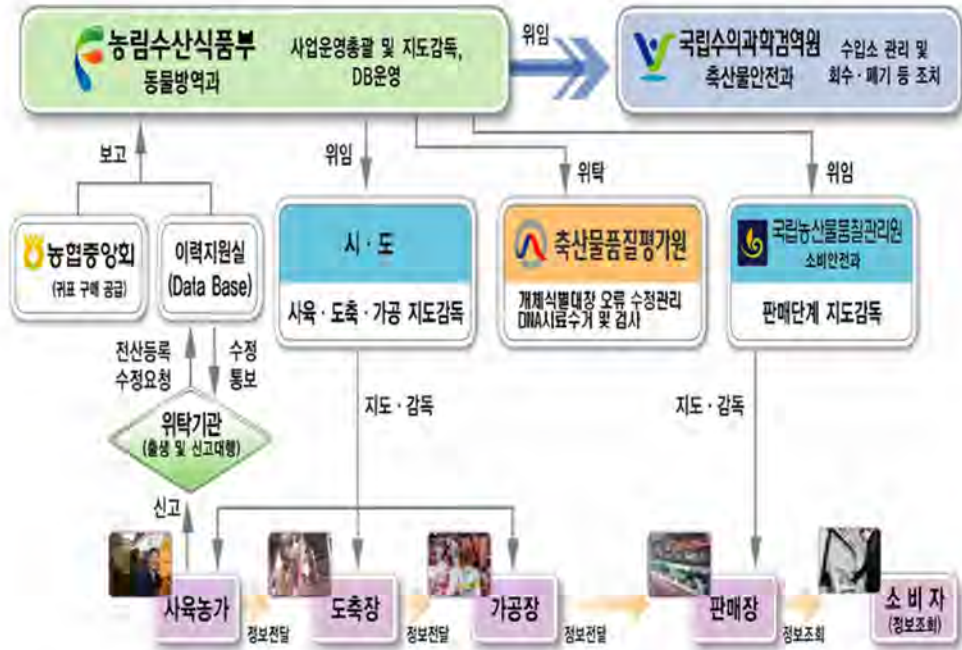 농림수산식품부
동물방역과
사업운영총괄 및 지도감독,
DB운영
위임
국립수의과학검역원
축산물안전과
수입소 관리 및
회수·폐기 등 조치
보고
위임
위탁
위임
농협중앙회
(귀표 구매 공급)
이력지원실
(Data Base)
시·도
사육·도축·가공 지도감독
축산물품질평가원
개체식별대장 오류 수정관리
DNA시료수거 및 검사
국립농산물품질관리원
소비안전과
판매단계 지도감독
전산등록
수정요청
수정
통보
위탁기관
(출생 및 신고대행)
지도·감독
지도·감독
신고
사육농가
정보전달
도축장
정보전달
가공장
정보전달
판매장
정보조회
소비자
(정보조회)